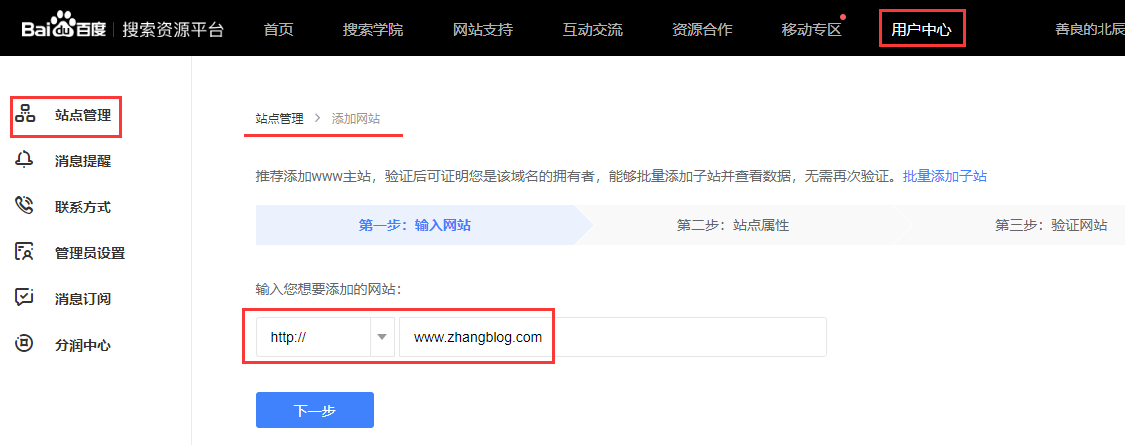 Bai du 百度 搜索资源平台 首页 搜索学院 网站支持 互动交流 资源合作 移动专区 用户中心 善良的北辰
站点管理
消息提醒
联系方式
管理员设置
消息订阅
分润中心
站点管理 > 添加网站
推荐添加www主站，验证后可证明您是该域名的拥有者，能够批量添加子站并查看数据，无需再次验证。批量添加子站
第一步：输入网站 第二步：站点属性 第三步：验证网站
输入您想要添加的网站：
http:// www.zhangblog.com
下一步